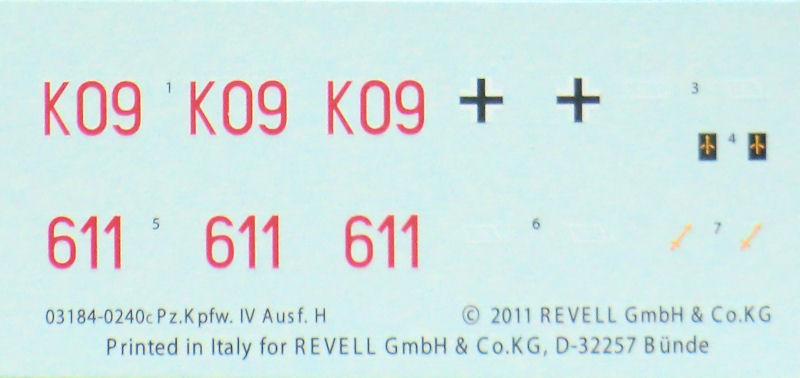 K09 1 K09 K09 3
4
611 5 611 611 6 7
03184-0240c Pz.Kpfw. IV Ausf. H © 2011 REVELL GmbH & Co.KG
Printed in Italy for REVELL GmbH & Co.KG, D-32257 Bünde